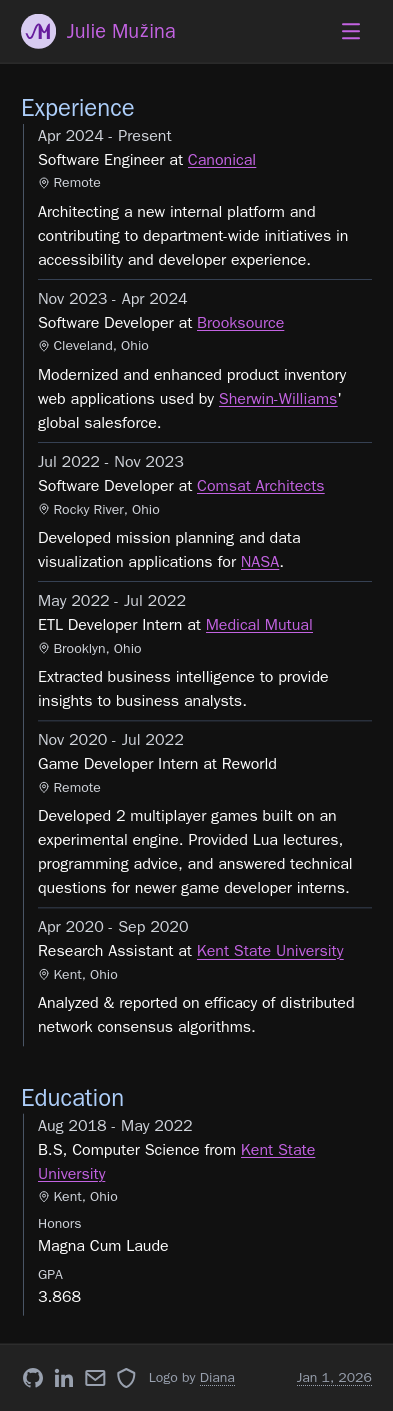 Julie Mužina
Experience
Apr 2024 - Present
Software Engineer at Canonical
Remote
Architecting a new internal platform and
contributing to department-wide initiatives in
accessibility and developer experience.
Nov 2023 - Apr 2024
Software Developer at Brooksource
Cleveland, Ohio
Modernized and enhanced product inventory
web applications used by Sherwin-Williams'
global salesforce.
Jul 2022 - Nov 2023
Software Developer at Comsat Architects
Rocky River, Ohio
Developed mission planning and data
visualization applications for NASA.
May 2022 - Jul 2022
ETL Developer Intern at Medical Mutual
Brooklyn, Ohio
Extracted business intelligence to provide
insights to business analysts.
Nov 2020 - Jul 2022
Game Developer Intern at Reworld
Remote
Developed 2 multiplayer games built on an
experimental engine. Provided Lua lectures,
programming advice, and answered technical
questions for newer game developer interns.
Apr 2020 - Sep 2020
Research Assistant at Kent State University
Kent, Ohio
Analyzed & reported on efficacy of distributed
network consensus algorithms.
Education
Aug 2018 - May 2022
B.S, Computer Science from Kent State
University
Kent, Ohio
Honors
Magna Cum Laude
GPA
3.868
Logo by Diana Jan 1, 2026